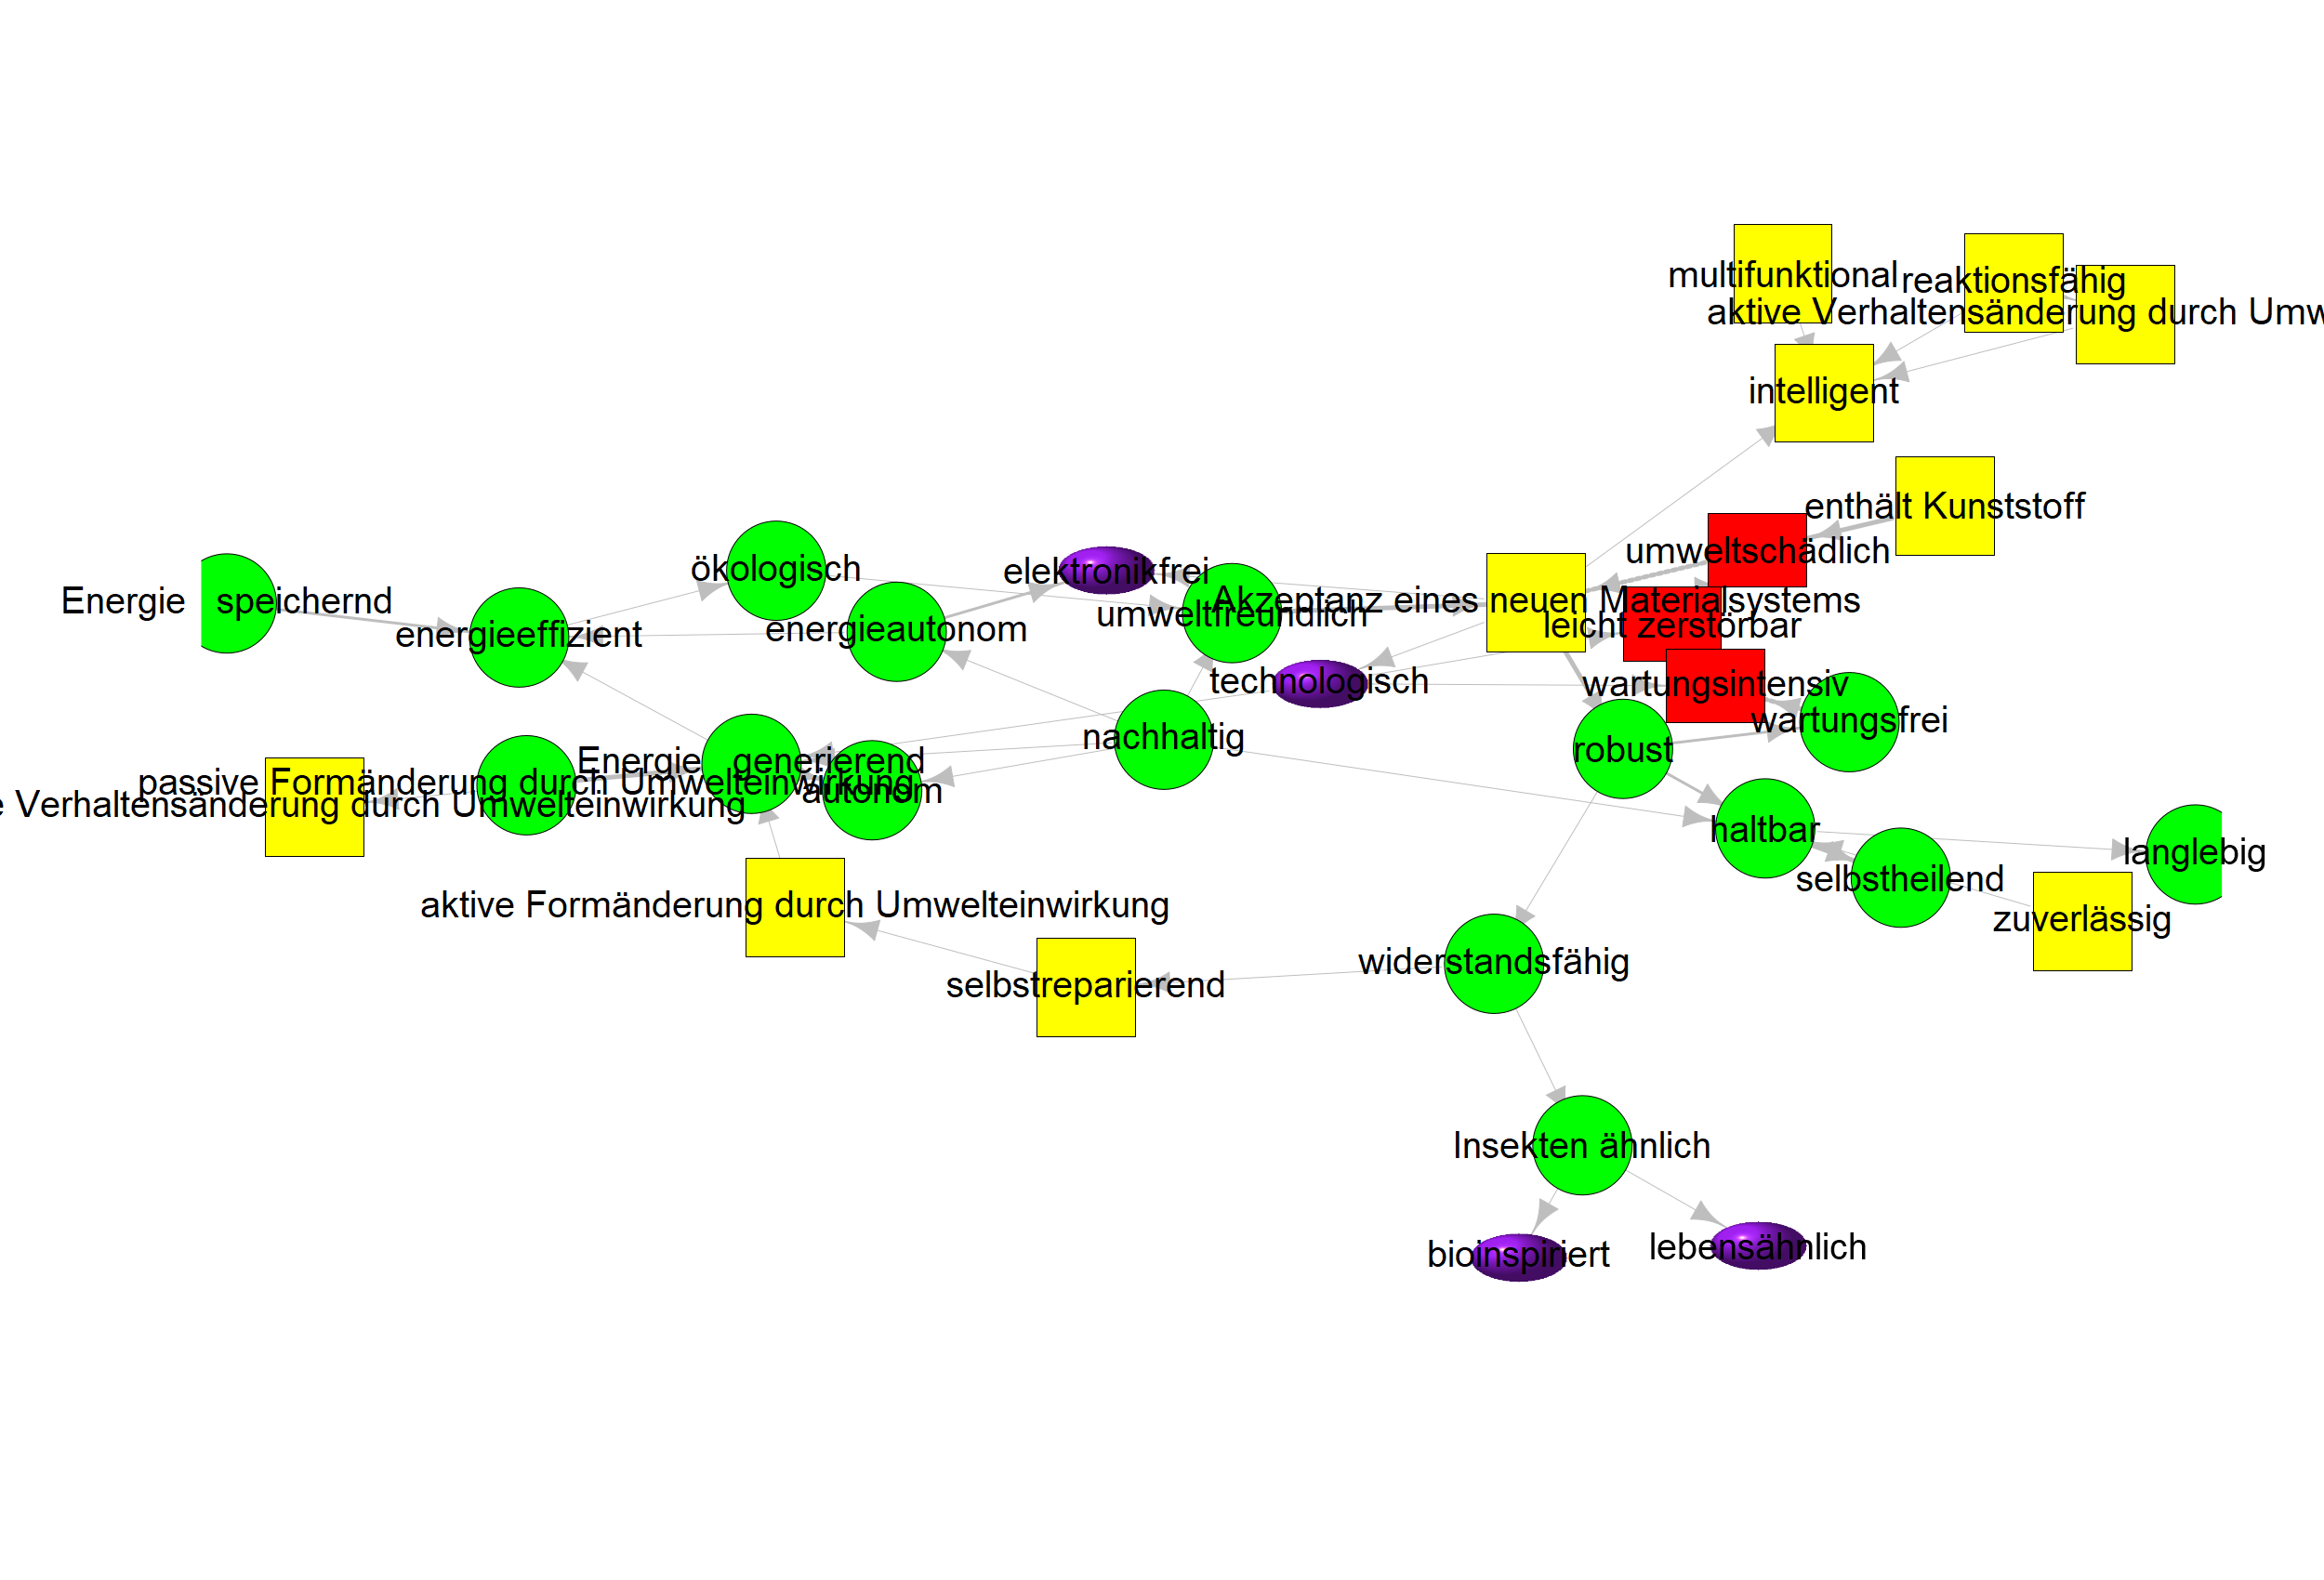 multifunktional
reaktionsfähig
aktive Verhaltensänderung durch Umw
intelligent
enthält Kunststoff
umweltschädlich
ökologisch
elektronikfrei
Energie speichernd
Akzeptanz eines neuen Materialsystems
umweltfreundlich
leicht zerstörbar
energieeffizient
energieautonom
technologisch
wartungsintensiv
wartungsfrei
nachhaltig
robust
Energie generierend
passive Formänderung durch Umwelteinwirkung
autonom
e Verhaltensänderung durch Umwelteinwirkung
haltbar
langlebig
selbstheilend
aktive Formänderung durch Umwelteinwirkung
zuverlässig
widerstandsfähig
selbstreparierend
Insekten ähnlich
lebensähnlich
bioinspiriert